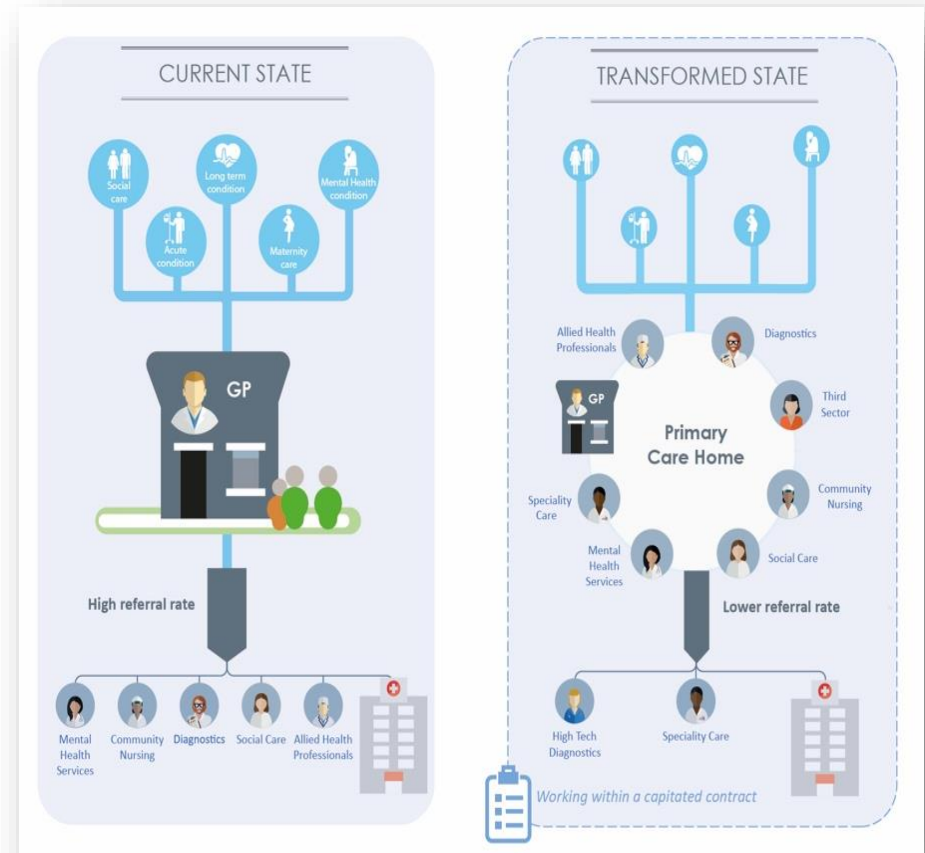 CURRENT STATE
Social
care
Long term
condition
Mental Health
condition
Acute
condition
Maternity
care
GP
High referral rate
Mental
Health
Services
Community
Nursing
Diagnostics
Social Care
Allied Health
Professionals
TRANSFORMED STATE
Allied Health
Professionals
Diagnostics
GP
Third
Sector
Primary
Care Home
Speciality
Care
Community
Nursing
Mental
Health
Services
Social Care
Lower referral rate
High Tech
Diagnostics
Speciality Care
Working within a capitated contract